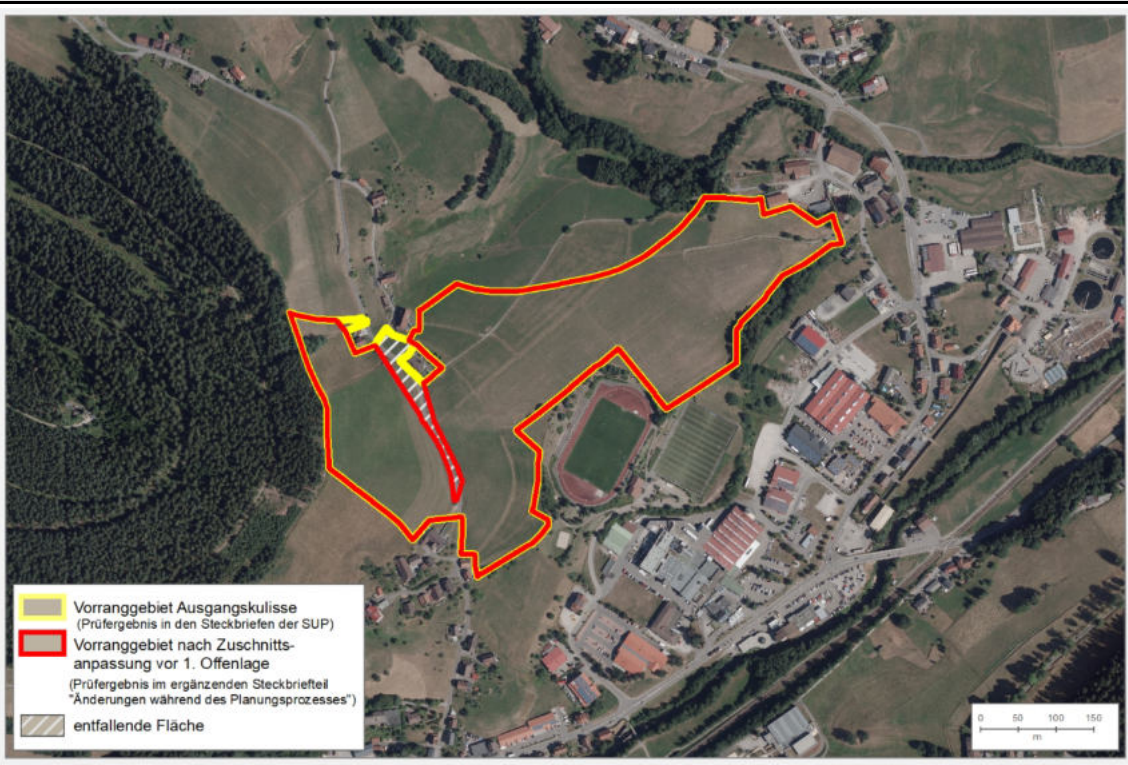 Vorranggebiet Ausgangskulisse
(Prüfergebnis in den Steckbriefen der SUP)
Vorranggebiet nach Zuschnitts-
anpassung vor 1. Offenlage
(Prüfergebnis im ergänzenden Steckbriefteil
"Änderungen während des Planungsprozesses")
entfallende Fläche
0 50 100 150
m